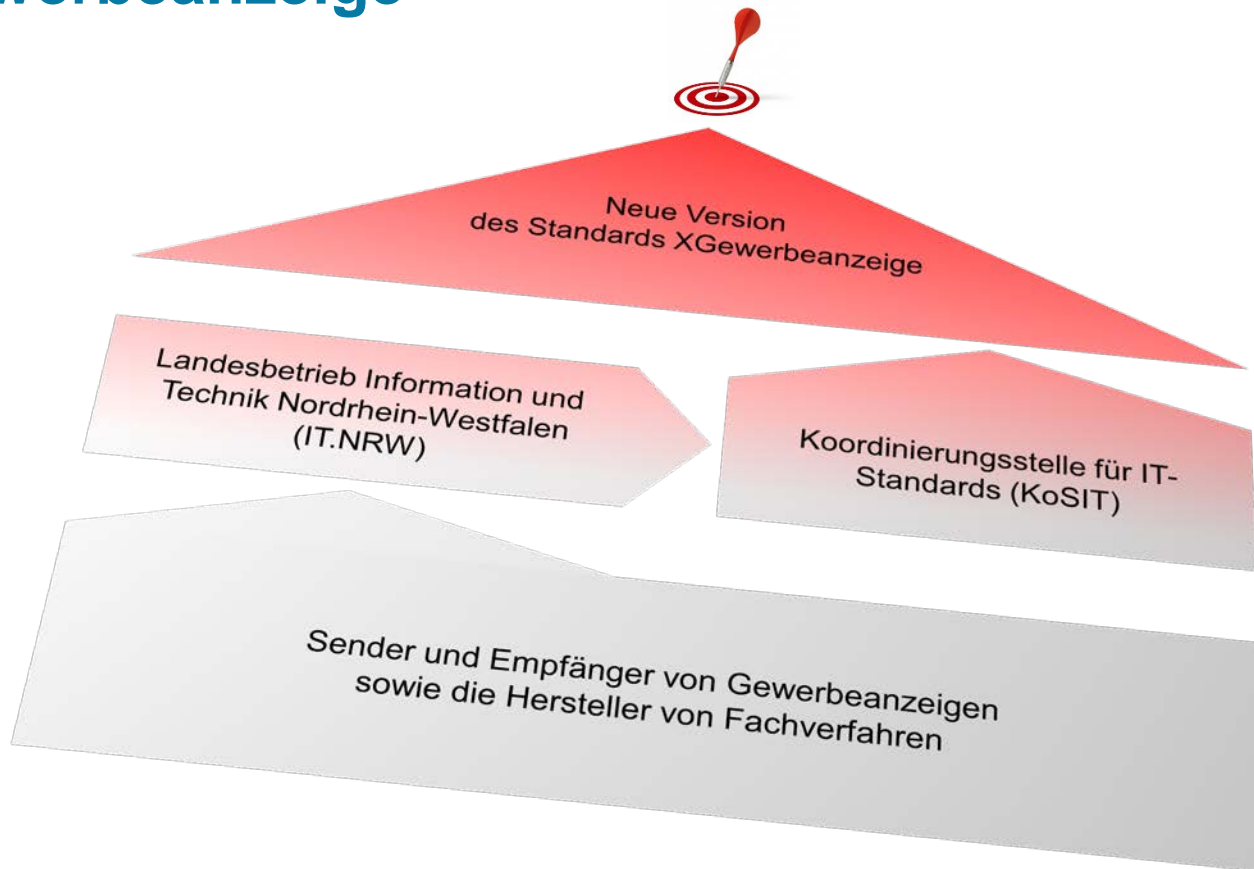 Neue Version
des Standards XGewerbeanzeige
Landesbetrieb Information und
Technik Nordrhein-Westfalen
(IT.NRW)
Koordinierungsstelle für IT-
Standards (KoSIT)
Sender und Empfänger von Gewerbeanzeigen
sowie die Hersteller von Fachverfahren